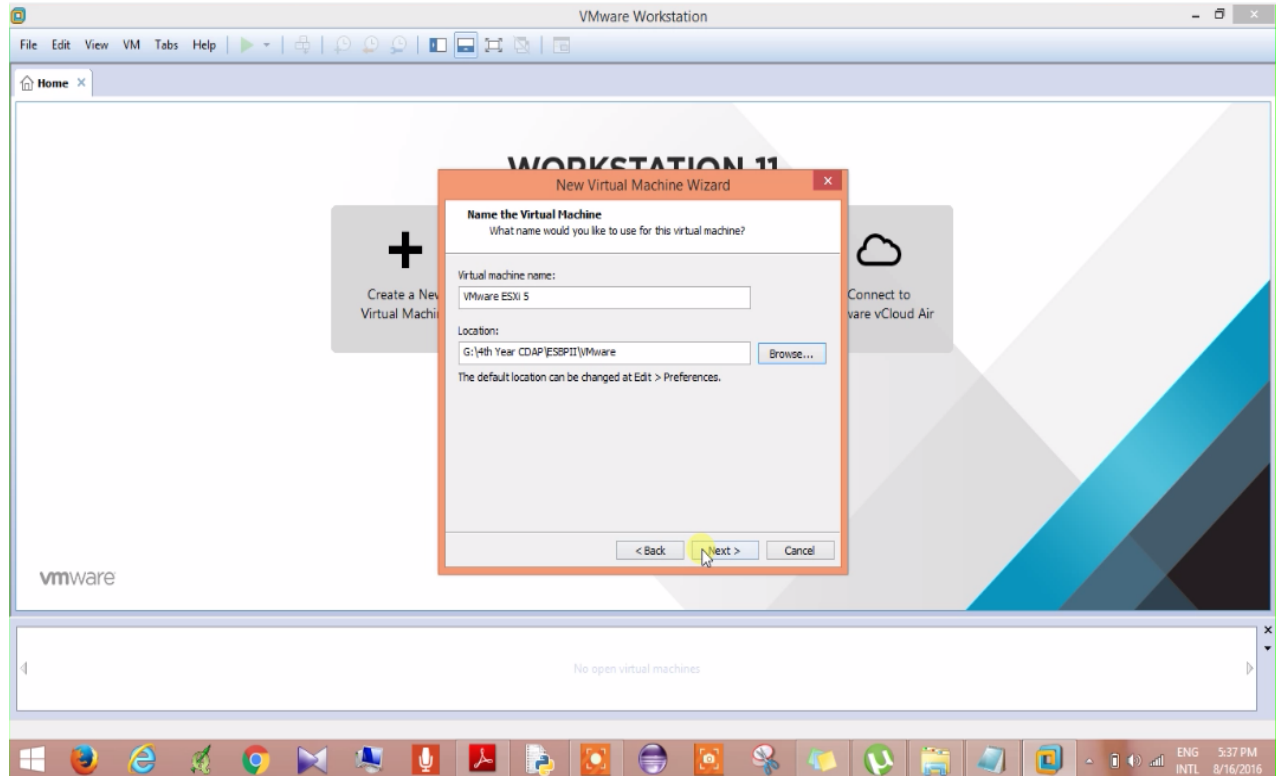 VMware Workstation
File Edit View VM Tabs Help
Home
WORKSTATION 11
New Virtual Machine Wizard
Name the Virtual Machine
What name would you like to use for this virtual machine?
Virtual machine name:
VMware ESXi 5
Location:
G:\4th Year CDAP\ESBPII\VMware
Browse...
The default location can be changed at Edit > Preferences.
< Back Next > Cancel
Create a New
Virtual Machi
Connect to
ware vCloud Air
vmware
No open virtual machines
ENG 5:37 PM
INTL 8/16/2016